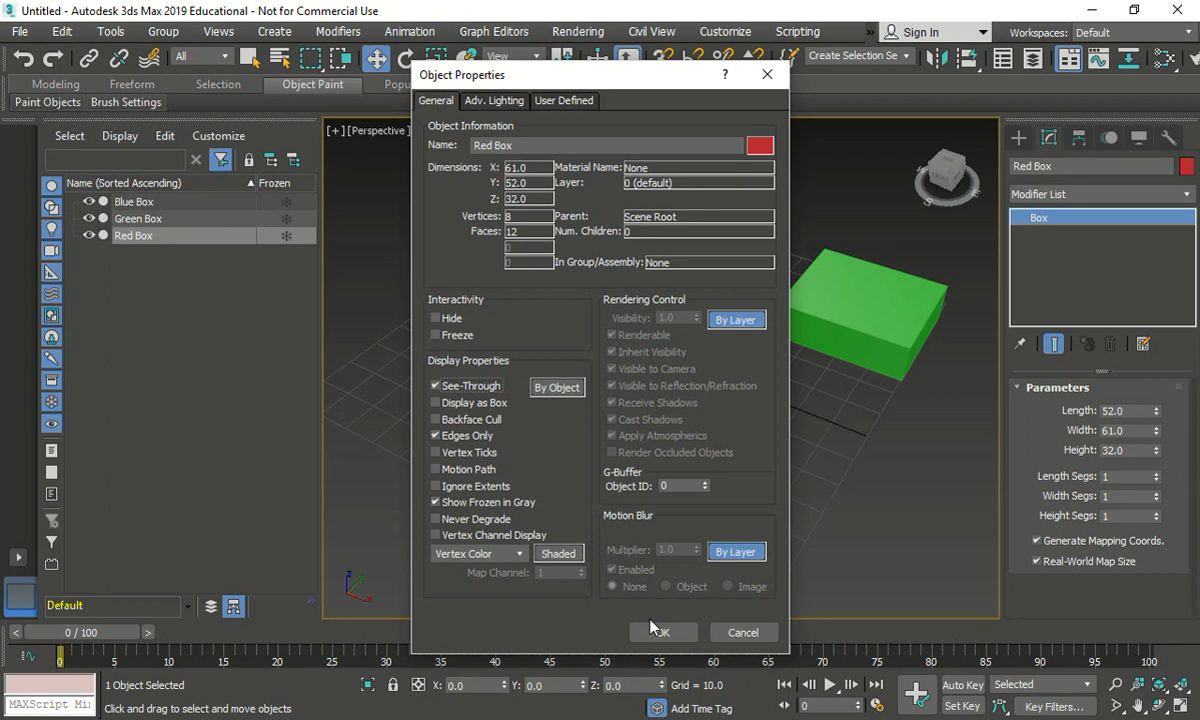 Untitled - Autodesk 3ds Max 2019 Educational - Not for Commercial Use
File Edit Tools Group Views Create Modifiers Animation Graph Editors Rendering Civil View Customize Scripting » Sign In Workspaces: Default
All View Create Selection Se
Modeling Freeform Selection Object Paint Popu
Paint Objects Brush Settings
Object Properties ?
General Adv. Lighting User Defined
Select Display Edit Customize
[+] [Perspective]
Name (Sorted Ascending) Frozen
Blue Box
Green Box
Red Box
Object Information
Name: Red Box
Dimensions: X: 61.0 Material Name: None
Y: 52.0 Layer: 0 (default)
Z: 32.0
Vertices: 8 Parent: Scene Root
Faces: 12 Num. Children: 0
0
0 In Group/Assembly: None
Interactivity
Hide
Freeze
Display Properties
See-Through By Object
Display as Box
Backface Cull
Edges Only
Vertex Ticks
Motion Path
Ignore Extents
Show Frozen in Gray
Never Degrade
Vertex Channel Display
Vertex Color Shaded
Map Channel: 1
Rendering Control
Visibility: 1.0 By Layer
Renderable
Inherit Visibility
Visible to Camera
Visible to Reflection/Refraction
Receive Shadows
Cast Shadows
Apply Atmospherics
Render Occluded Objects
G-Buffer
Object ID: 0
Motion Blur
Multiplier: 1.0 By Layer
Enabled
None Object Image
OK Cancel
Red Box
Modifier List
Box
Parameters
Length: 52.0
Width: 61.0
Height: 32.0
Length Segs: 1
Width Segs: 1
Height Segs: 1
Generate Mapping Coords.
Real-World Map Size
Default
< 0 / 100 >
0 5 10 15 20 25 30 35 40 45 50 55 60 65 70 75 80 85 90 95 100
1 Object Selected X: 0.0 Y: 0.0 Z: 0.0 Grid = 10.0 Auto Key Selected
MAXScript Mi Click and drag to select and move objects Add Time Tag 0 Set Key Key Filters...